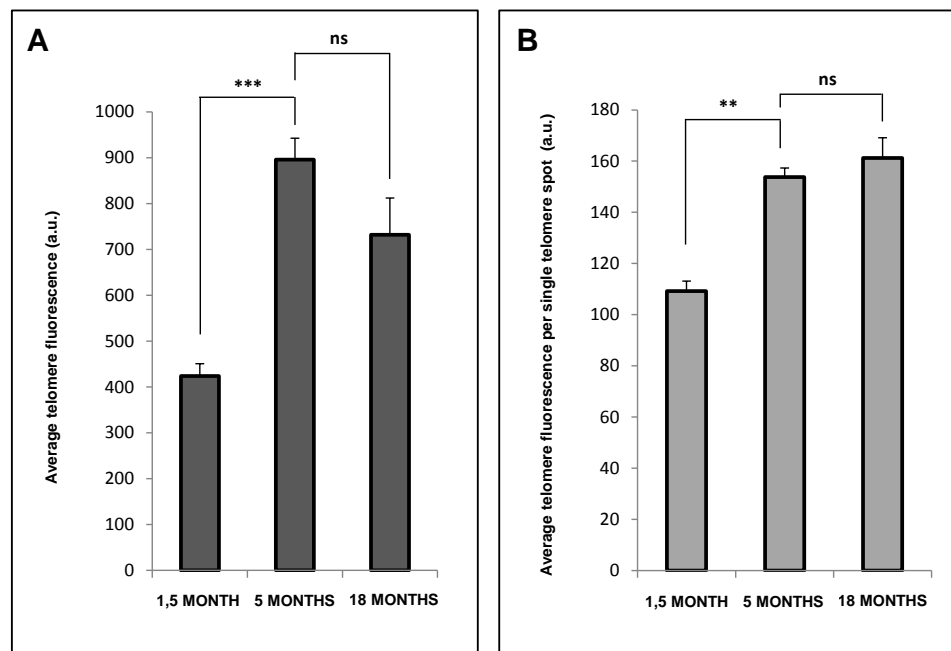 A
ns
***
1000
900
800
700
600
500
400
300
200
100
0
Average telomere fluorescence (a.u.)
1,5 MONTH 5 MONTHS 18 MONTHS
B
ns
**
180
160
140
120
100
80
60
40
20
0
Average telomere fluorescence per single telomere spot (a.u.)
1,5 MONTH 5 MONTHS 18 MONTHS